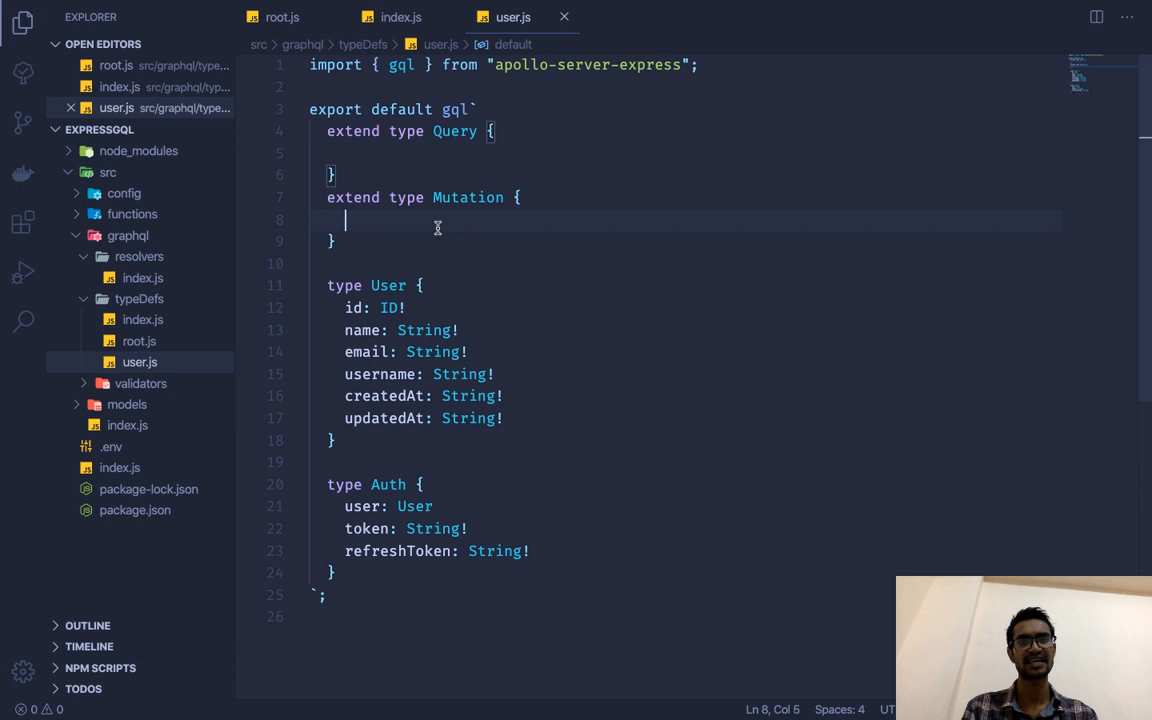 root.js
index.js
user.js
EXPLORER
OPEN EDITORS
root.js src/graphql/type...
index.js src/graphql/type...
user.js src/graphql/type...
EXPRESSGQL
node_modules
src
config
functions
graphql
resolvers
index.js
typeDefs
index.js
root.js
user.js
validators
models
index.js
.env
index.js
package-lock.json
package.json
OUTLINE
TIMELINE
NPM SCRIPTS
TODOS
src > graphql > typeDefs > user.js > default
1 import { gql } from "apollo-server-express";
2
3 export default gql`
4 extend type Query {
5
6 }
7 extend type Mutation {
8
9 }
10
11 type User {
12 id: ID!
13 name: String!
14 email: String!
15 username: String!
16 createdAt: String!
17 updatedAt: String!
18 }
19
20 type Auth {
21 user: User
22 token: String!
23 refreshToken: String!
24 }
25 `;
26
0 0
Ln 8, Col 5
Spaces: 4